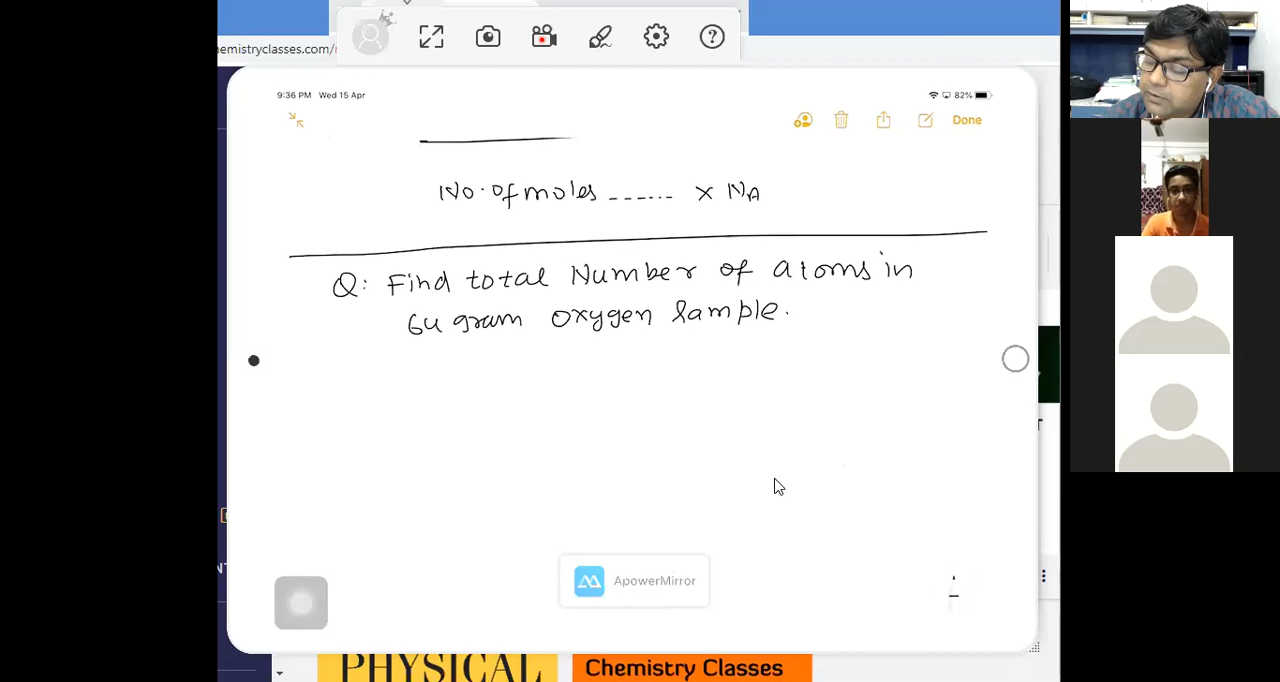 emistryclasses.com/
9:36 PM Wed 15 Apr
82%
Done
No. of moles ------ × NA
Q: Find total Number of atoms in
64 gram oxygen sample.
ApowerMirror
PHYSICAL
Chemistry Classes